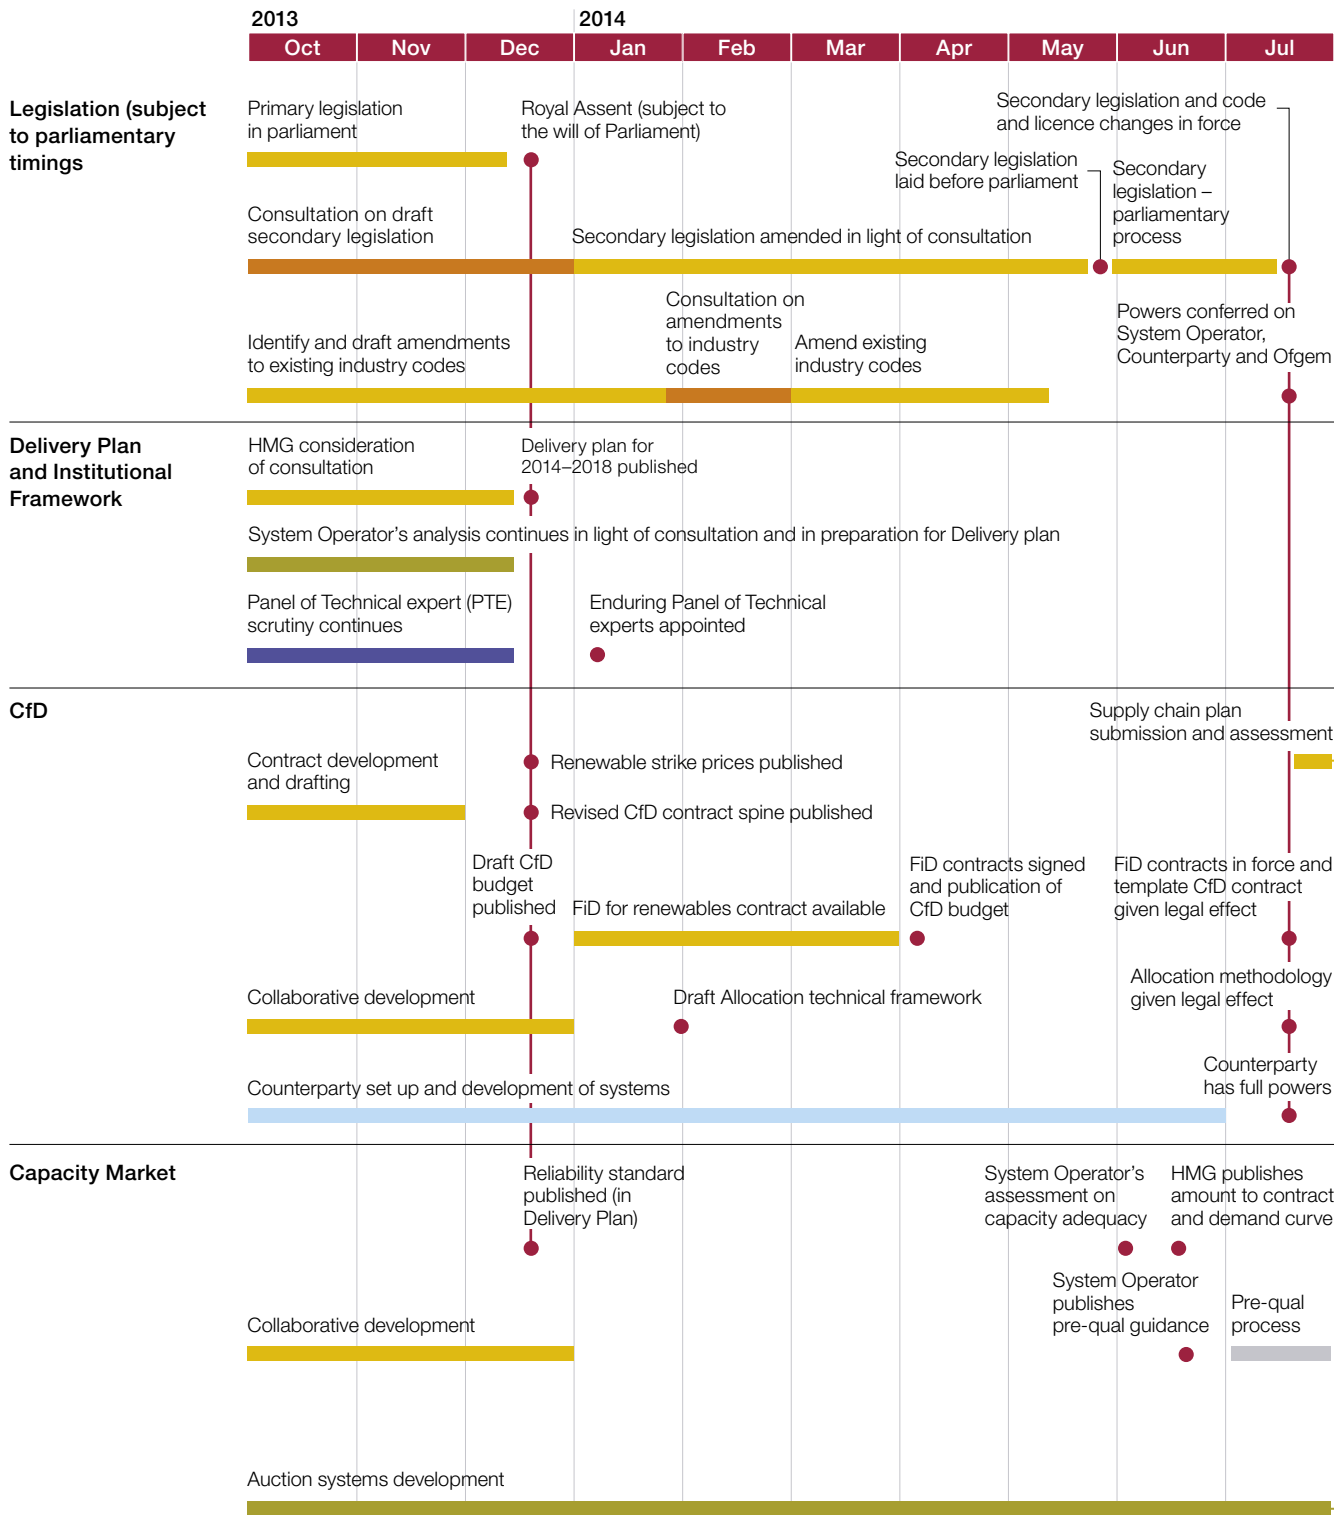 2013
2014
Oct
Nov
Dec
Jan
Feb
Mar
Apr
May
Jun
Jul
Legislation (subject
to parliamentary
timings
Primary legislation
in parliament
Royal Assent (subject to
the will of Parliament)
Secondary legislation and code
and licence changes in force
Secondary legislation
laid before parliament
Secondary
legislation –
parliamentary
process
Consultation on draft
secondary legislation
Secondary legislation amended in light of consultation
Identify and draft amendments
to existing industry codes
Consultation on
amendments
to industry
codes
Amend existing
industry codes
Powers conferred on
System Operator,
Counterparty and Ofgem
Delivery Plan
and Institutional
Framework
HMG consideration
of consultation
Delivery plan for
2014–2018 published
System Operator’s analysis continues in light of consultation and in preparation for Delivery plan
Panel of Technical expert (PTE)
scrutiny continues
Enduring Panel of Technical
experts appointed
CfD
Supply chain plan
submission and assessment
Contract development
and drafting
Renewable strike prices published
Revised CfD contract spine published
Draft CfD
budget
published
FiD for renewables contract available
FiD contracts signed
and publication of
CfD budget
FiD contracts in force and
template CfD contract
given legal effect
Collaborative development
Draft Allocation technical framework
Allocation methodology
given legal effect
Counterparty set up and development of systems
Counterparty
has full powers
Capacity Market
Reliability standard
published (in
Delivery Plan)
System Operator’s
assessment on
capacity adequacy
HMG publishes
amount to contract
and demand curve
Collaborative development
System Operator
publishes
pre-qual guidance
Pre-qual
process
Auction systems development